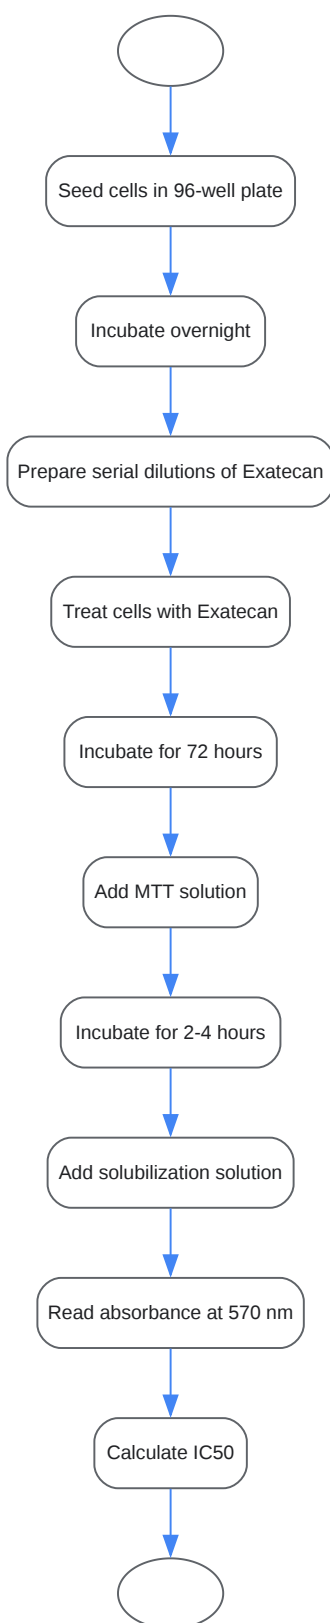 Seed cells in 96-well plate
Incubate overnight
Prepare serial dilutions of Exatecan
Treat cells with Exatecan
Incubate for 72 hours
Add MTT solution
Incubate for 2-4 hours
Add solubilization solution
Read absorbance at 570 nm
Calculate IC50